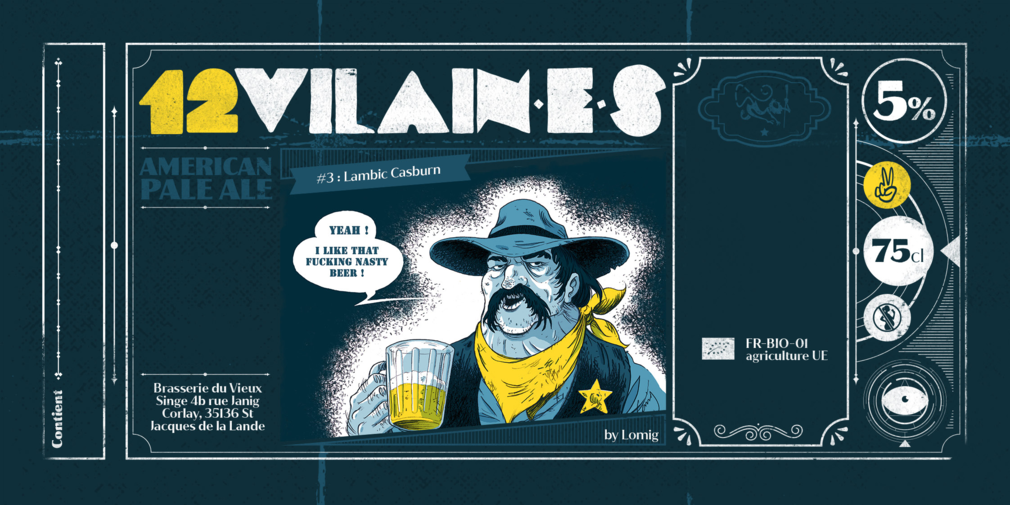 12VILAIN·E·S
AMERICAN
PALE ALE
#3 : Lambic Casburn
YEAH !
I LIKE THAT
FUCKING NASTY
BEER !
Brasserie du Vieux
Singe 4b rue Janig
Corlay, 35136 St
Jacques de la Lande
by Lomig
Contient
FR-BIO-01
agriculture UE
5%
75cl